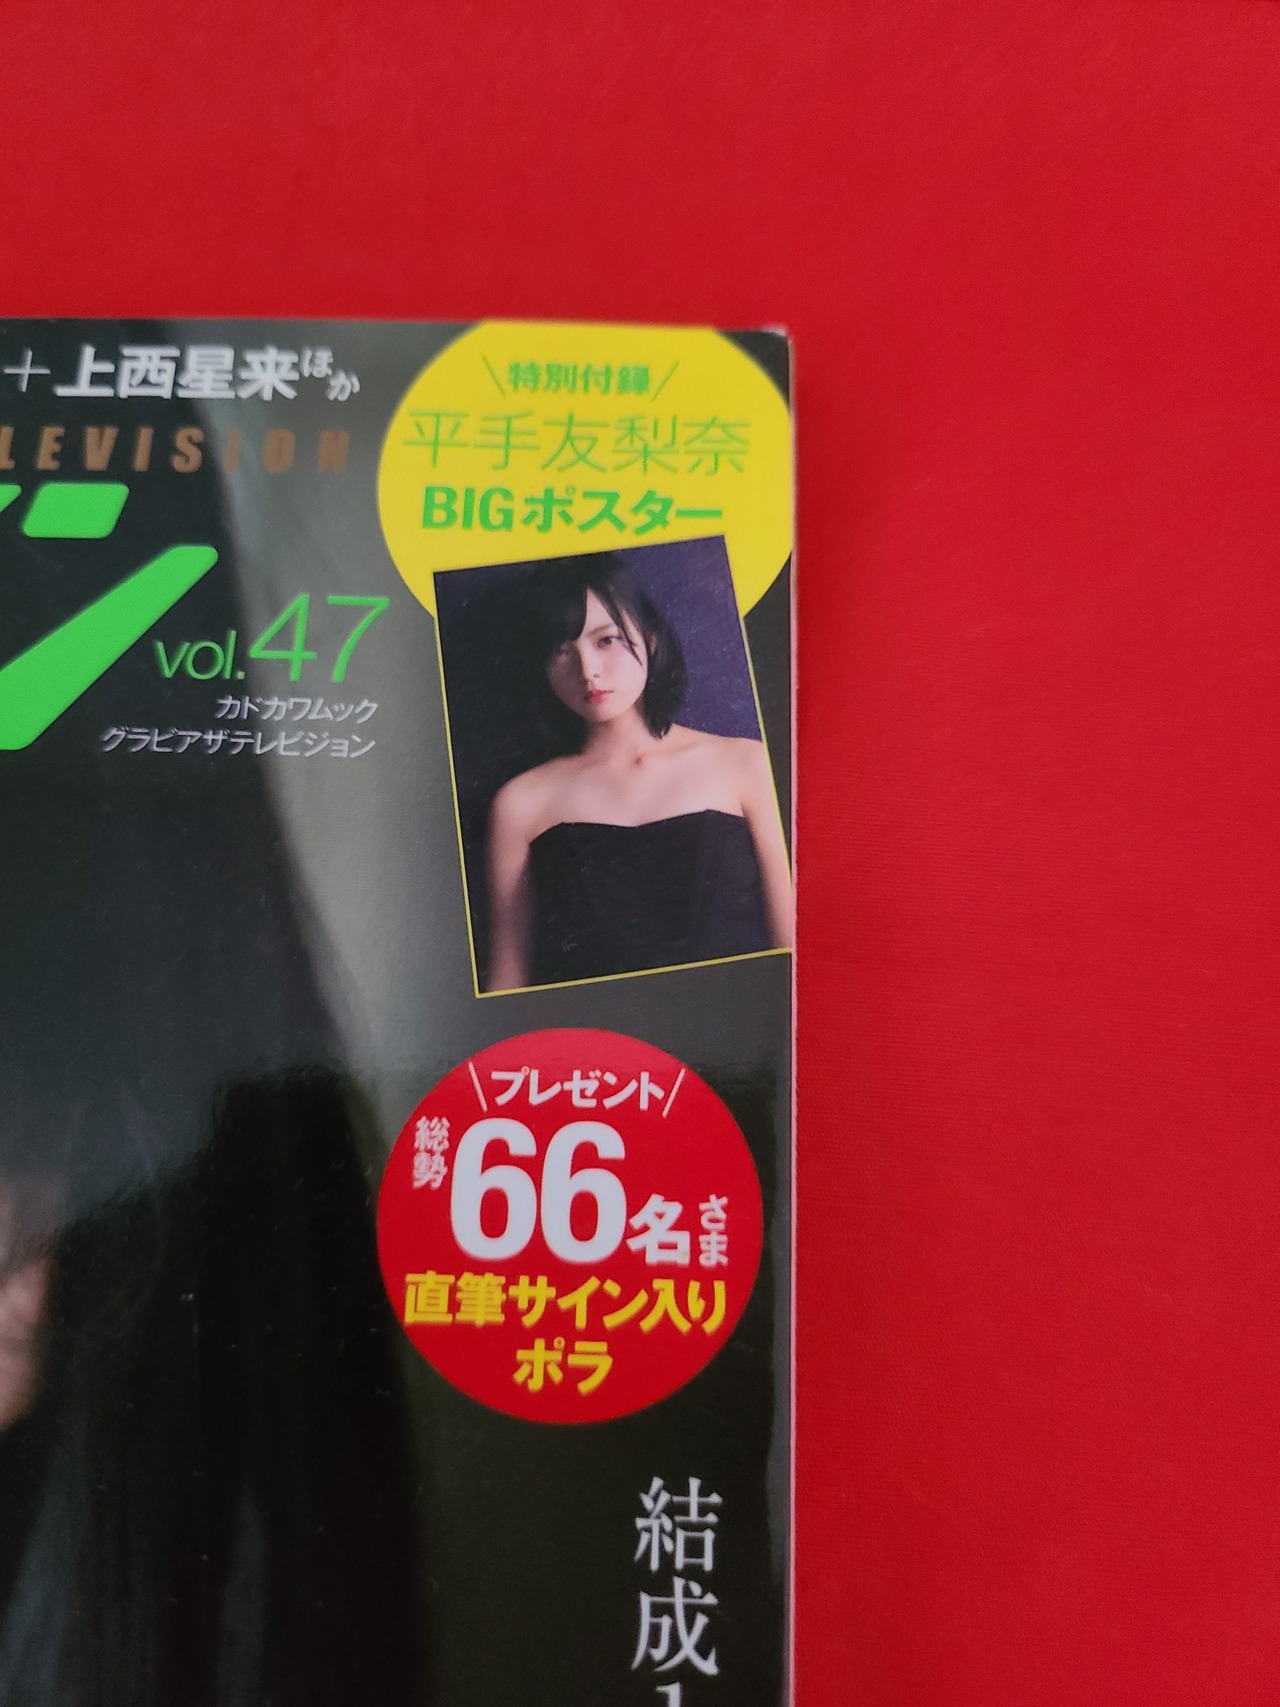 ＋上西星来ほか
LEVISION
ン
vol.47
カドカワムック
グラビアザテレビジョン
\特別付録/
平手友梨奈
BIGポスター
\プレゼント/
総勢66名さま
直筆サイン入り
ポラ
結成